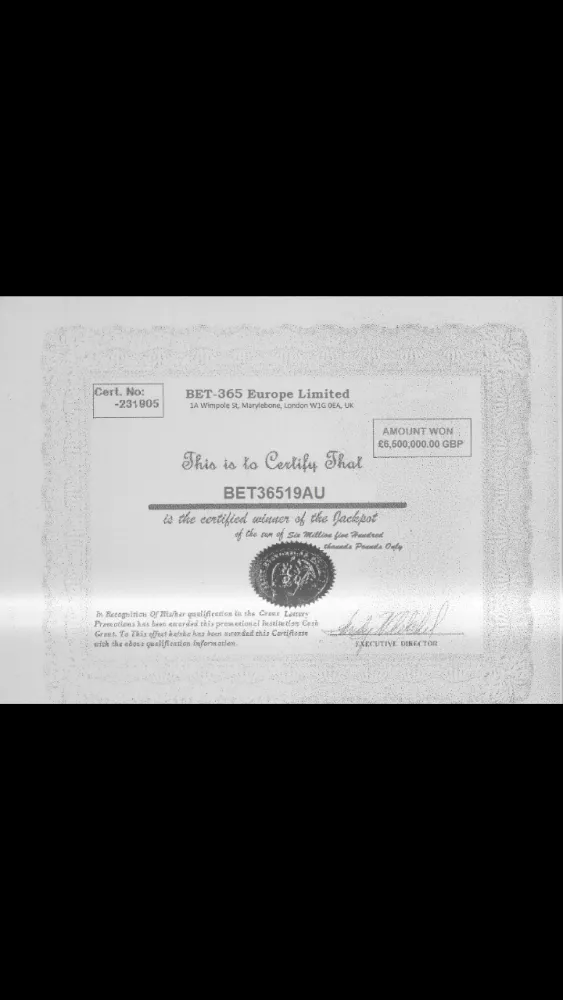 Cert. No:
-231905
BET-365 Europe Limited
1A Wimpole St, Marylebone, London W1G 0EA, UK
AMOUNT WON
£6,500,000.00 GBP
This is to Certify That
BET36519AU
is the certified winner of the Jackpot
of the sum of Six Million five Hundred
thounds Pounds Only
In Recognition Of His/her qualification in the Lottery
Promotions has been awarded this promotional Institution Cash
Grant. To This effect he/she has been awarded this Certificate
with the above qualification information.
EXECUTIVE DIRECTOR